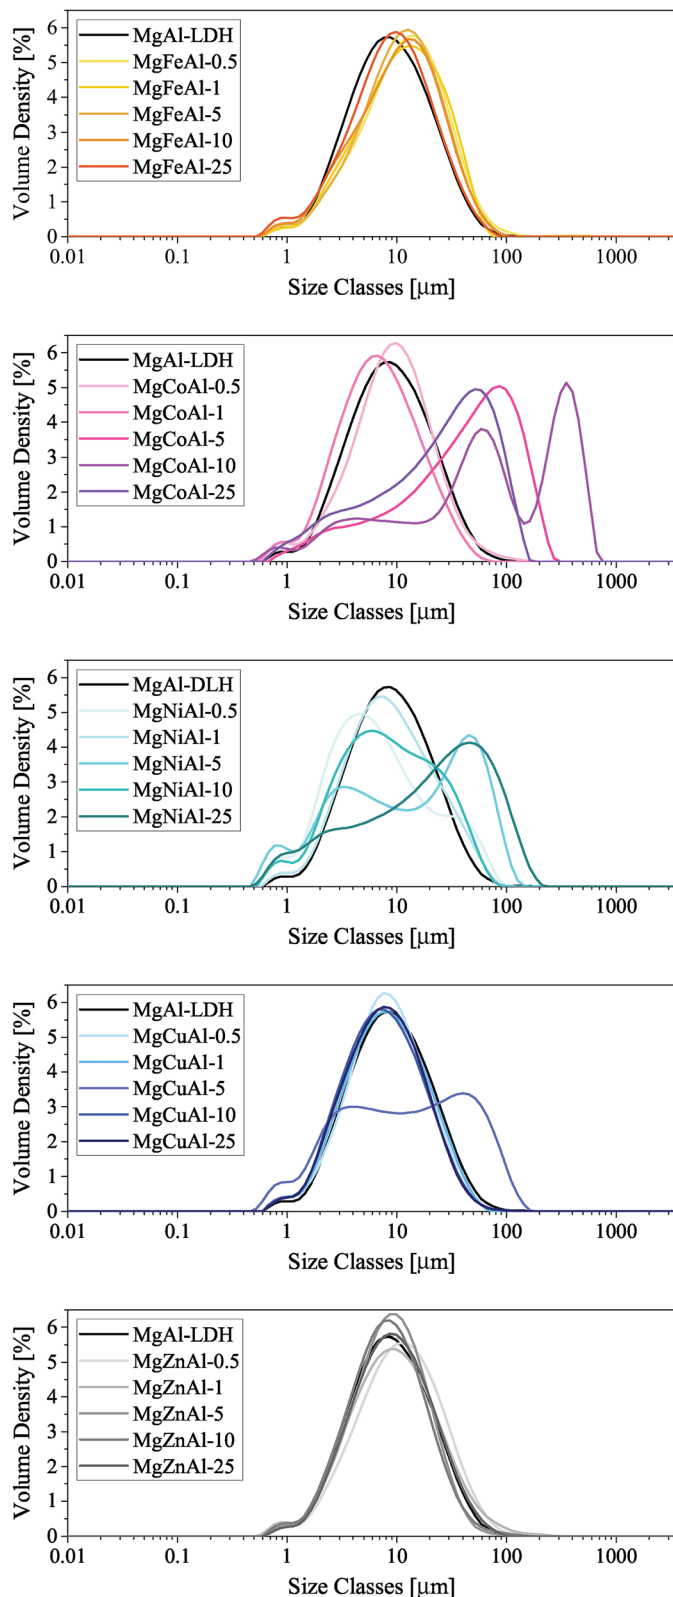 Volume Density [%]
6
5
4
3
2
1
0
MgAl-LDH
MgFeAl-0.5
MgFeAl-1
MgFeAl-5
MgFeAl-10
MgFeAl-25
0.01 0.1 1 10 100 1000
Size Classes [μm]
Volume Density [%]
6
5
4
3
2
1
0
MgAl-LDH
MgCoAl-0.5
MgCoAl-1
MgCoAl-5
MgCoAl-10
MgCoAl-25
0.01 0.1 1 10 100 1000
Size Classes [μm]
Volume Density [%]
6
5
4
3
2
1
0
MgAl-DLH
MgNiAl-0.5
MgNiAl-1
MgNiAl-5
MgNiAl-10
MgNiAl-25
0.01 0.1 1 10 100 1000
Size Classes [μm]
Volume Density [%]
6
5
4
3
2
1
0
MgAl-LDH
MgCuAl-0.5
MgCuAl-1
MgCuAl-5
MgCuAl-10
MgCuAl-25
0.01 0.1 1 10 100 1000
Size Classes [μm]
Volume Density [%]
6
5
4
3
2
1
0
MgAl-LDH
MgZnAl-0.5
MgZnAl-1
MgZnAl-5
MgZnAl-10
MgZnAl-25
0.01 0.1 1 10 100 1000
Size Classes [μm]